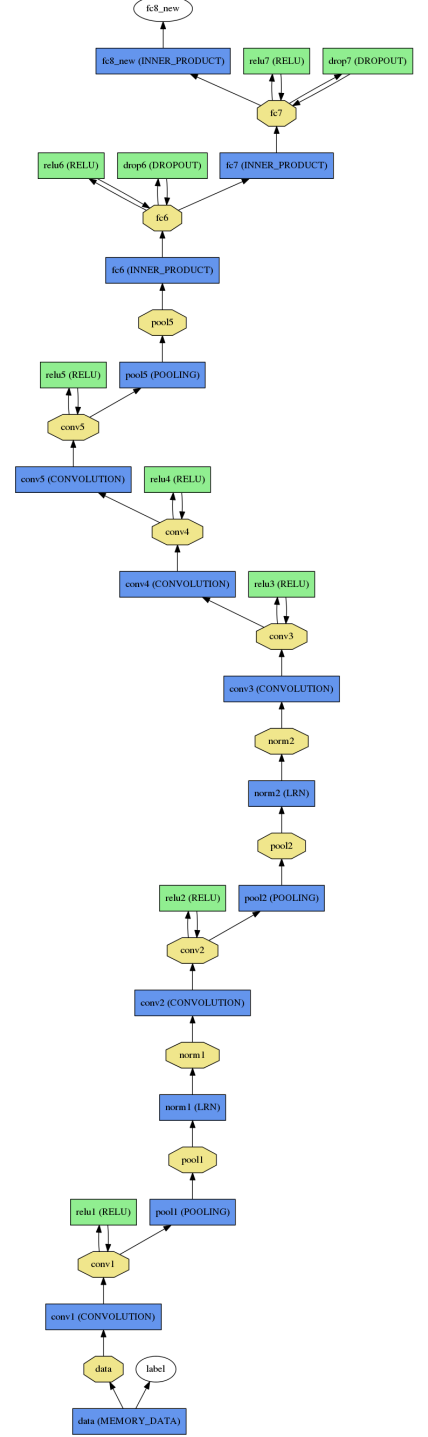 fc8_new
fc8_new (INNER_PRODUCT)
relu7 (RELU)
drop7 (DROPOUT)
fc7
relu6 (RELU)
drop6 (DROPOUT)
fc7 (INNER_PRODUCT)
fc6
fc6 (INNER_PRODUCT)
pool5
relu5 (RELU)
pool5 (POOLING)
conv5
conv5 (CONVOLUTION)
relu4 (RELU)
conv4
conv4 (CONVOLUTION)
relu3 (RELU)
conv3
conv3 (CONVOLUTION)
norm2
norm2 (LRN)
pool2
relu2 (RELU)
pool2 (POOLING)
conv2
conv2 (CONVOLUTION)
norm1
norm1 (LRN)
pool1
relu1 (RELU)
pool1 (POOLING)
conv1
conv1 (CONVOLUTION)
data
label
data (MEMORY_DATA)